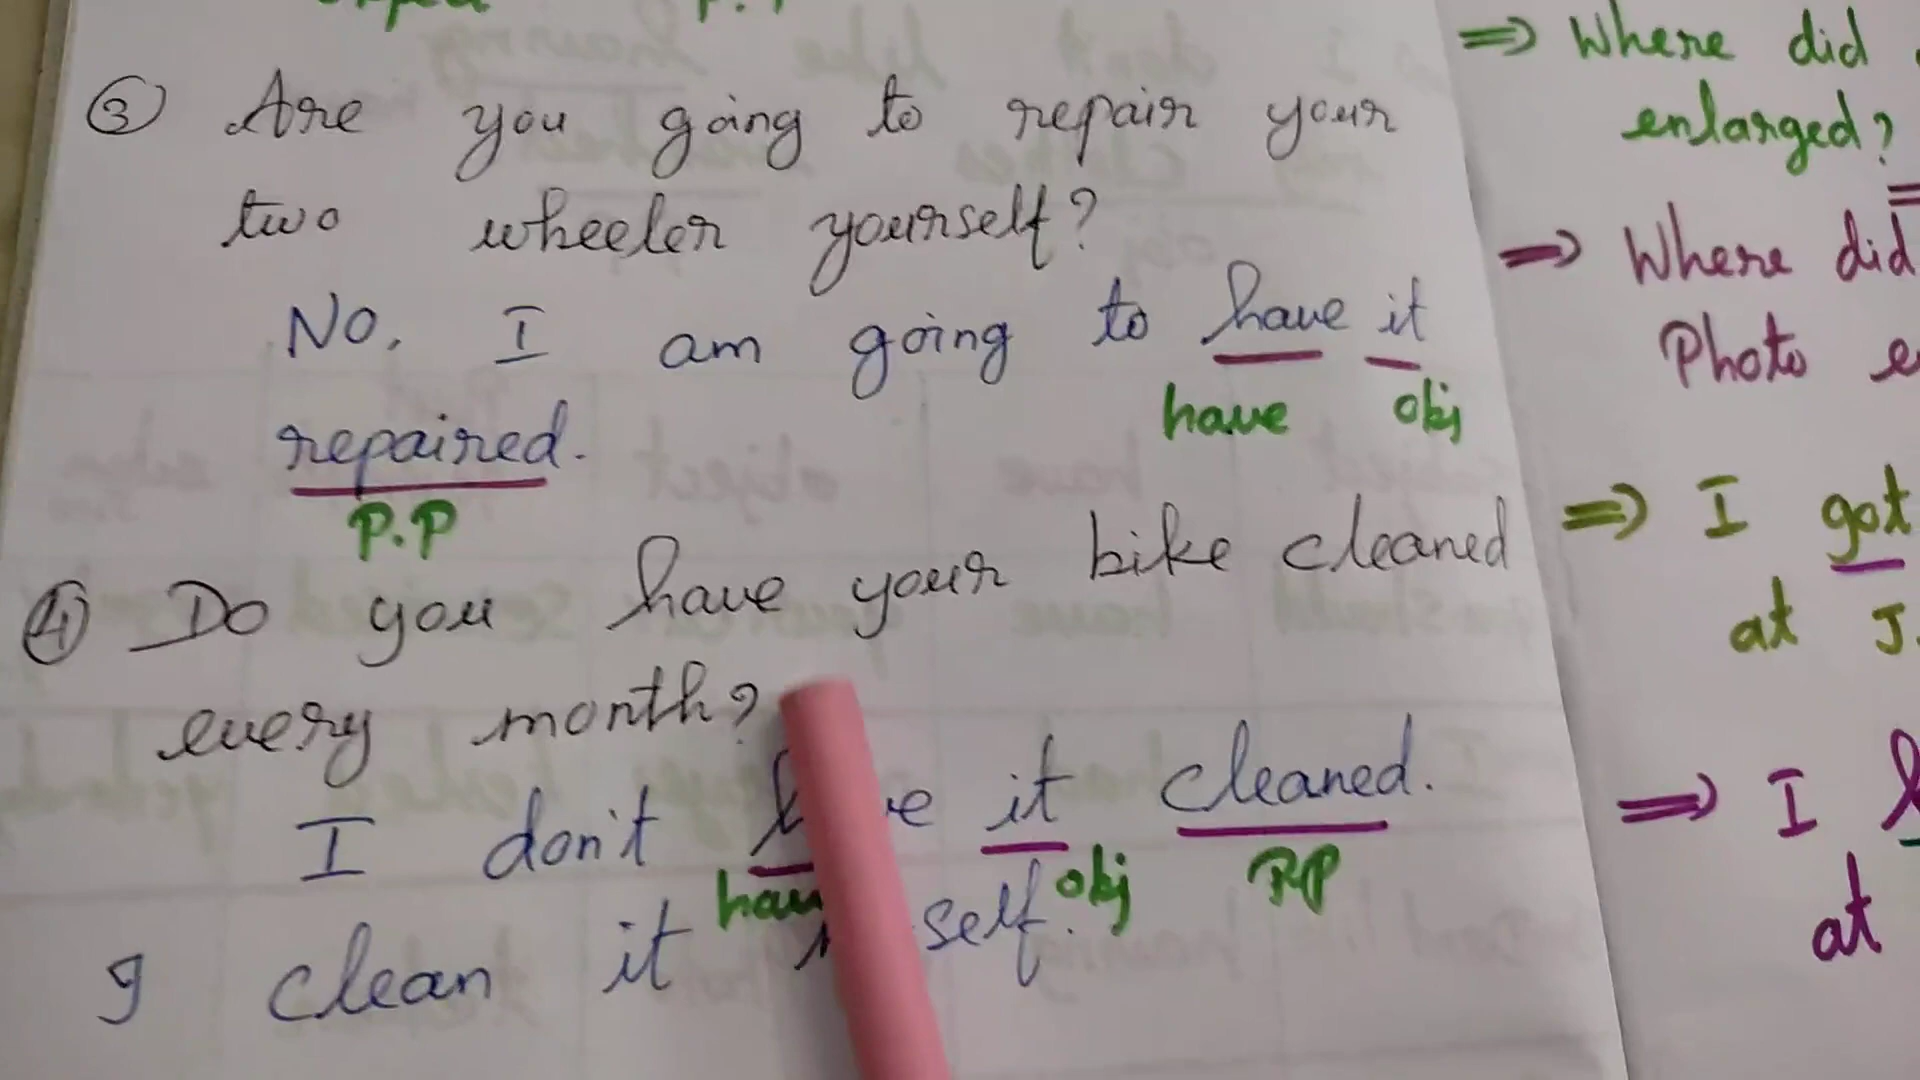 ③ Are you going to repair your
two wheeler yourself?
No, I am going to have it
have obj
repaired.
P.P
④ Do you have your bike cleaned
every month?
I don't it cleaned.
obj P.P
I clean it
⇒ Where did
enlarged?
⇒ Where did
Photo
⇒ I got
at J.
⇒ I
at